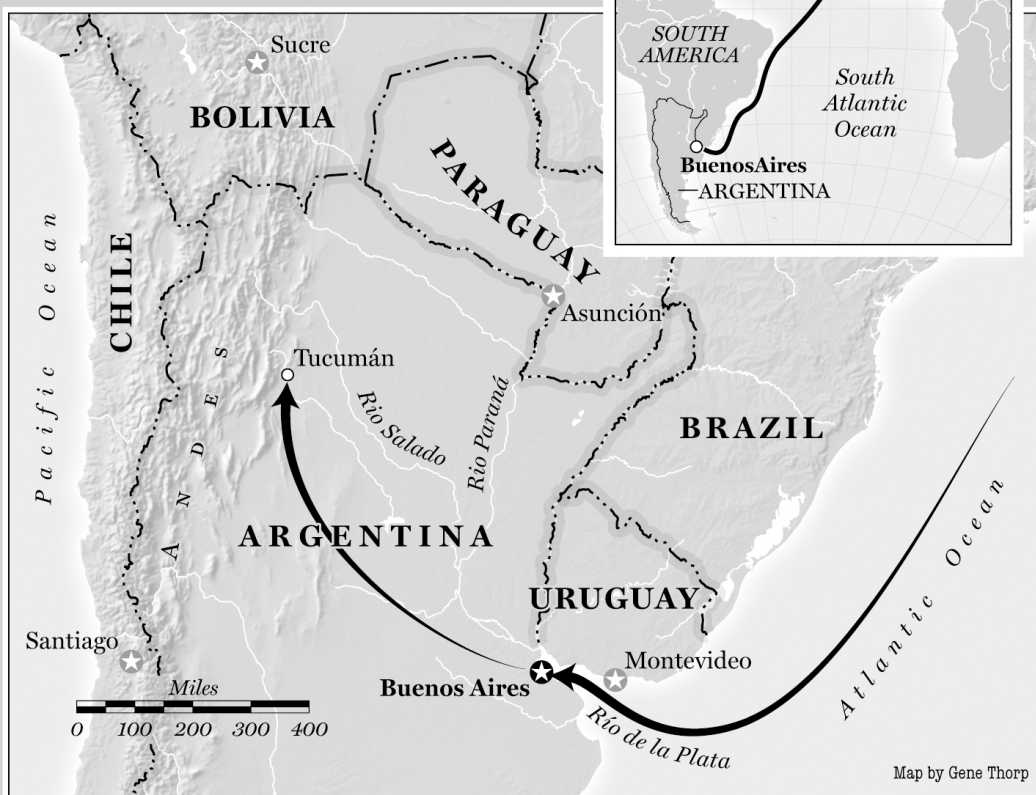 SOUTH
AMERICA
South
Atlantic
Ocean
BuenosAires
ARGENTINA
Sucre
BOLIVIA
PARAGUAY
Pacific Ocean
CHILE
Asunción
Tucumán
ANDES
Rio Salado
Rio Paraná
BRAZIL
ARGENTINA
Atlantic Ocean
URUGUAY
Santiago
Montevideo
Buenos Aires
Miles
0 100 200 300 400
Río de la Plata
Map by Gene Thorp